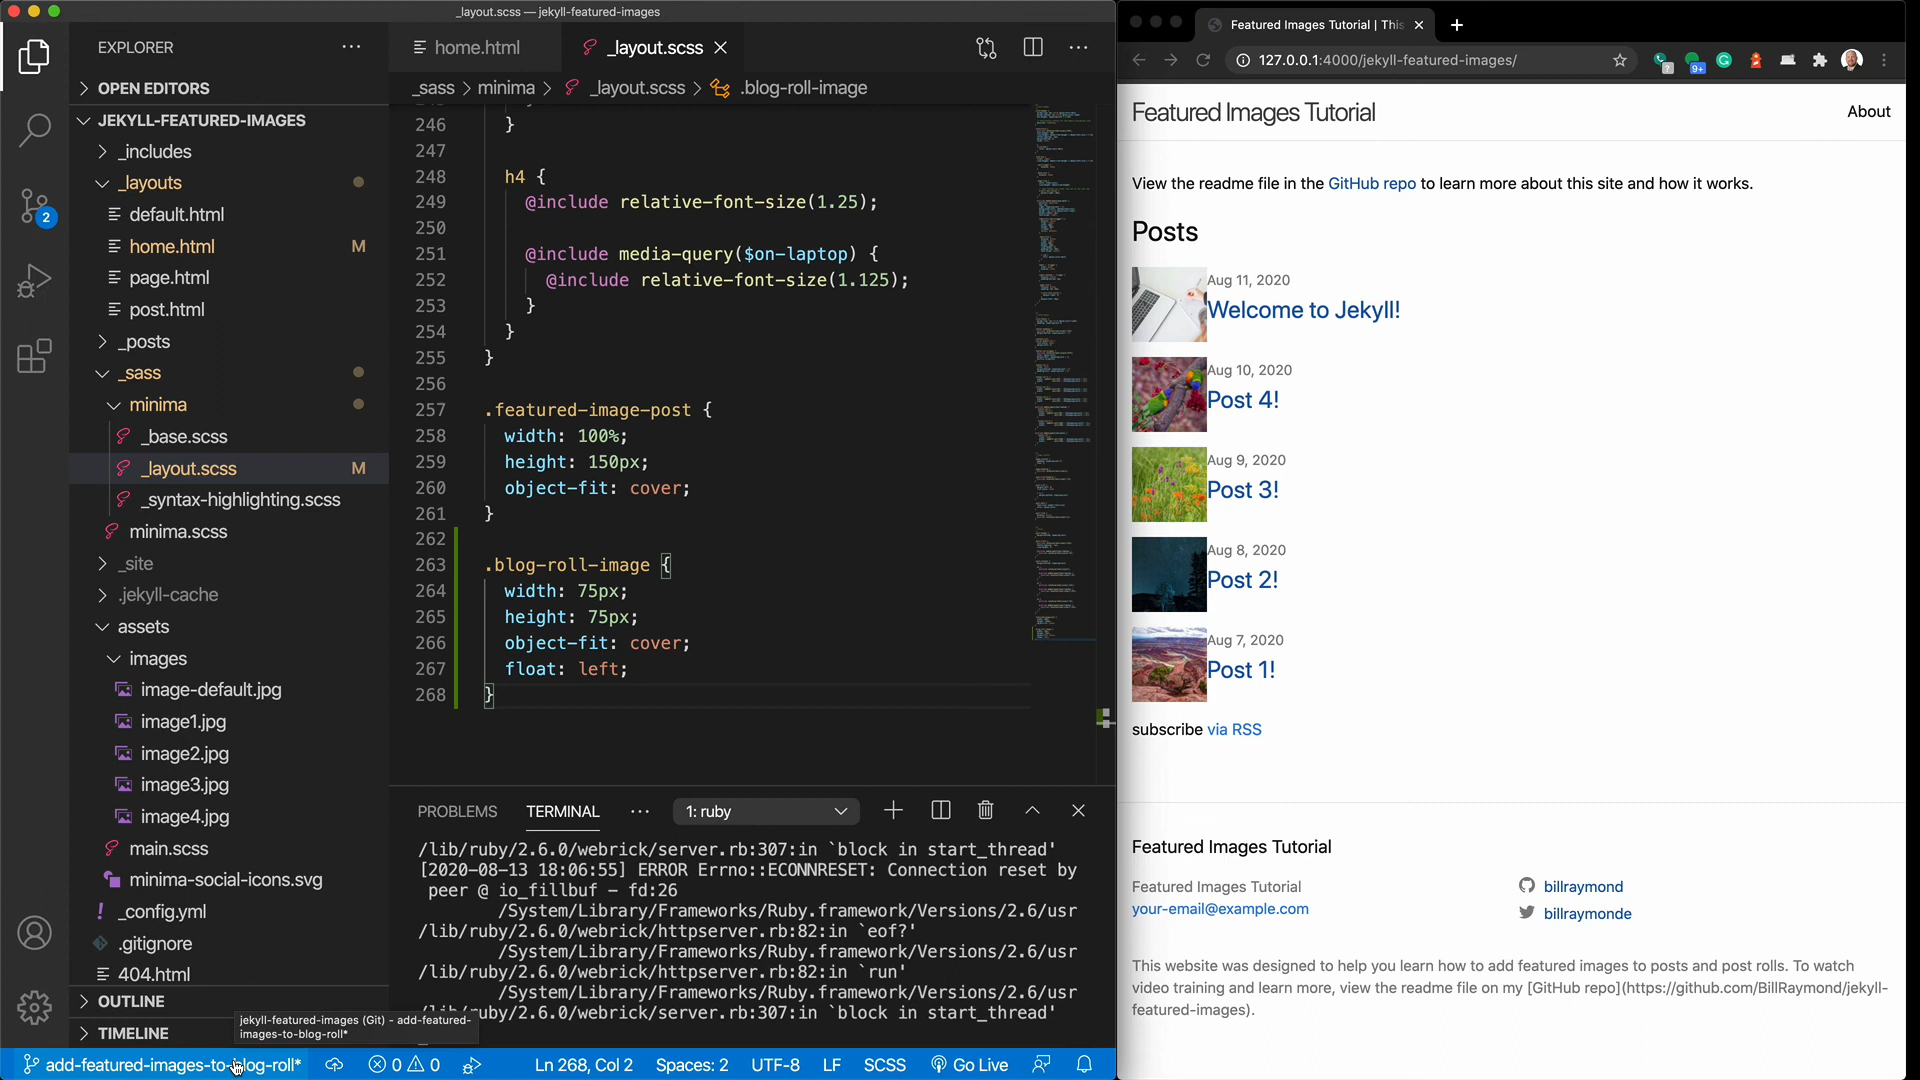 _layout.scss — jekyll-featured-images
EXPLORER
OPEN EDITORS
JEKYLL-FEATURED-IMAGES
_includes
_layouts
default.html
home.html M
page.html
post.html
_posts
_sass
minima
_base.scss
_layout.scss M
_syntax-highlighting.scss
minima.scss
_site
.jekyll-cache
assets
images
image-default.jpg
image1.jpg
image2.jpg
image3.jpg
image4.jpg
main.scss
minima-social-icons.svg
_config.yml
.gitignore
404.html
OUTLINE
TIMELINE
2
home.html _layout.scss
_sass > minima > _layout.scss > .blog-roll-image
246 }
247
248 h4 {
249 @include relative-font-size(1.25);
250
251 @include media-query($on-laptop) {
252 @include relative-font-size(1.125);
253 }
254 }
255 }
256
257 .featured-image-post {
258 width: 100%;
259 height: 150px;
260 object-fit: cover;
261 }
262
263 .blog-roll-image {
264 width: 75px;
265 height: 75px;
266 object-fit: cover;
267 float: left;
268 }
PROBLEMS TERMINAL ··· 1: ruby
/lib/ruby/2.6.0/webrick/server.rb:307:in `block in start_thread'
[2020-08-13 18:06:55] ERROR Errno::ECONNRESET: Connection reset by
peer @ io_fillbuf - fd:26
/System/Library/Frameworks/Ruby.framework/Versions/2.6/usr
/lib/ruby/2.6.0/webrick/httpserver.rb:82:in `eof?'
/System/Library/Frameworks/Ruby.framework/Versions/2.6/usr
/lib/ruby/2.6.0/webrick/httpserver.rb:82:in `run'
/System/Library/Frameworks/Ruby.framework/Versions/2.6/usr
/lib/ruby/2.6.0/webrick/server.rb:307:in `block in start_thread'
jekyll-featured-images (Git) - add-featured-
images-to-blog-roll*
add-featured-images-to-blog-roll* 0 0 Ln 268, Col 2 Spaces: 2 UTF-8 LF SCSS Go Live
Featured Images Tutorial | This
127.0.0.1:4000/jekyll-featured-images/
9+
Featured Images Tutorial
About
View the readme file in the GitHub repo to learn more about this site and how it works.
Posts
Aug 11, 2020
Welcome to Jekyll!
Aug 10, 2020
Post 4!
Aug 9, 2020
Post 3!
Aug 8, 2020
Post 2!
Aug 7, 2020
Post 1!
subscribe via RSS
Featured Images Tutorial
Featured Images Tutorial
your-email@example.com
billraymond
billraymonde
This website was designed to help you learn how to add featured images to posts and post rolls. To watch
video training and learn more, view the readme file on my [GitHub repo](https://github.com/BillRaymond/jekyll-
featured-images).